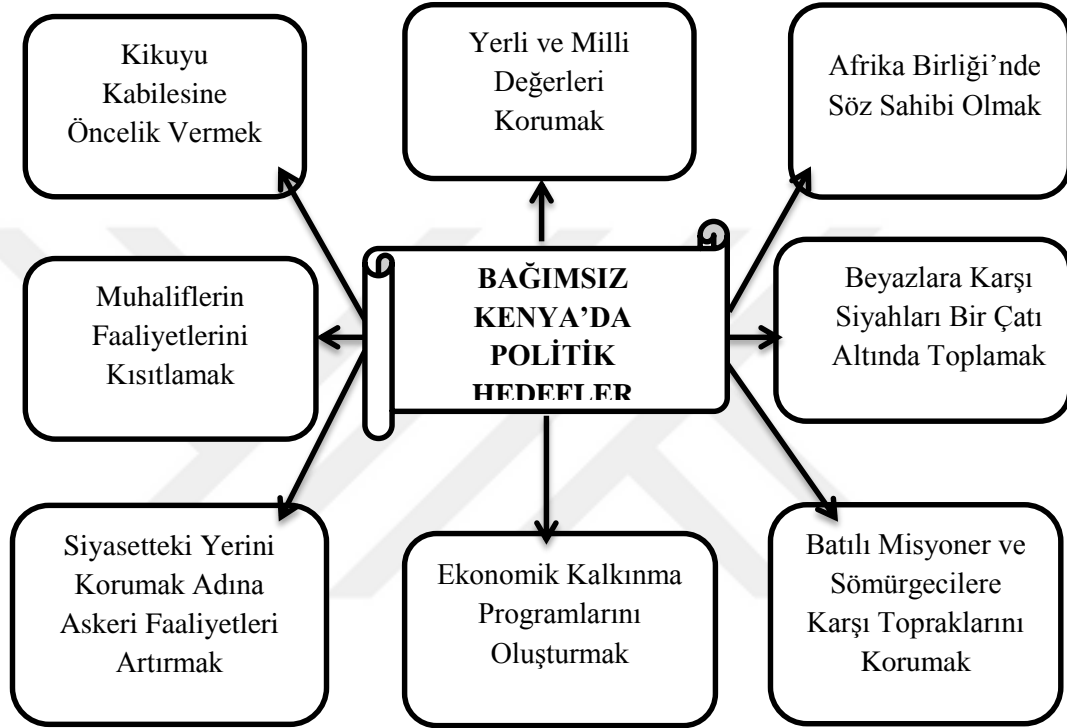 Kikuyu
Kabilesine
Öncelik Vermek
Yerli ve Milli
Değerleri
Korumak
Afrika Birliği’nde
Söz Sahibi Olmak
Muhaliflerin
Faaliyetlerini
Kısıtlamak
BAĞIMSIZ
KENYA’DA
POLİTİK
HEDEFLER
Beyazlara Karşı
Siyahları Bir Çatı
Altında Toplamak
Siyasetteki Yerini
Korumak Adına
Askeri Faaliyetleri
Artırmak
Ekonomik Kalkınma
Programlarını
Oluşturmak
Batılı Misyoner ve
Sömürgecilere
Karşı Topraklarını
Korumak